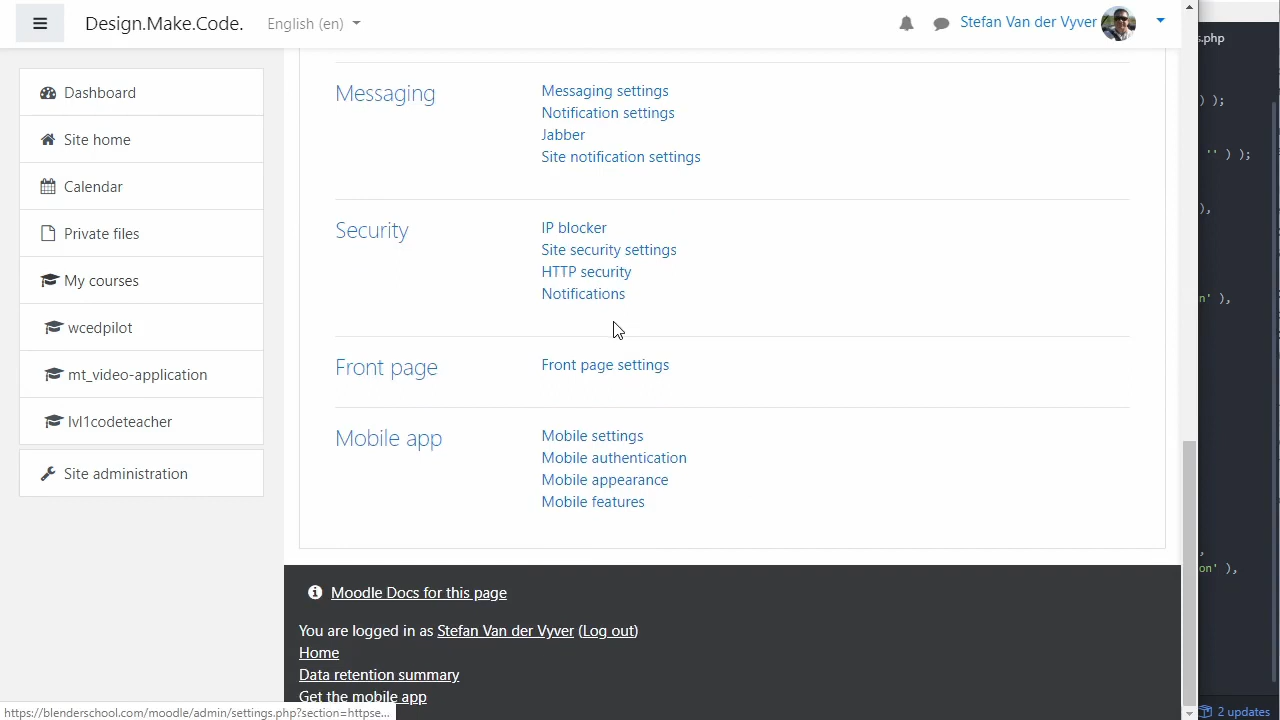 Design.Make.Code.
English (en)
Stefan Van der Vyver
s.php
Dashboard
Site home
Calendar
Private files
My courses
wcedpilot
mt_video-application
lvl1codeteacher
Site administration
Messaging
Messaging settings
Notification settings
Jabber
Site notification settings
Security
IP blocker
Site security settings
HTTP security
Notifications
Front page
Front page settings
Mobile app
Mobile settings
Mobile authentication
Mobile appearance
Mobile features
) );
'' ) );
),
n' ),
,
on' ),
Moodle Docs for this page
You are logged in as Stefan Van der Vyver (Log out)
Home
Data retention summary
Get the mobile app
https://blenderschool.com/moodle/admin/settings.php?section=httpse...
2 updates